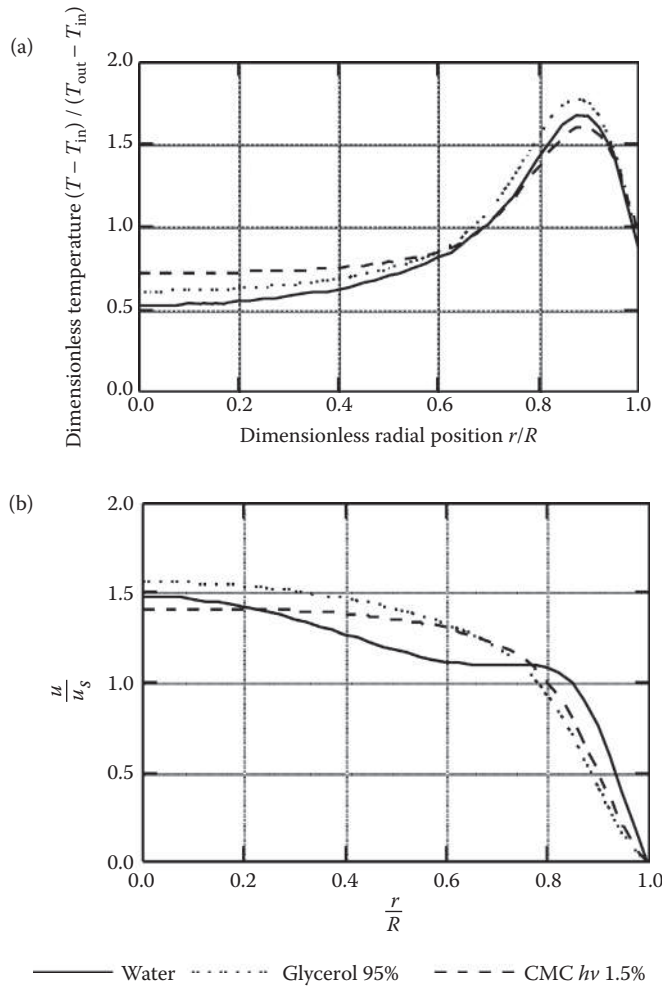 (a)
Dimensionless temperature (T − T_in) / (T_out − T_in)
2.0
1.5
1.0
0.5
0.0
0.0 0.2 0.4 0.6 0.8 1.0
Dimensionless radial position r/R
(b)
u/u_s
2.0
1.5
1.0
0.5
0.0
0.0 0.2 0.4 0.6 0.8 1.0
r/R
Water Glycerol 95% CMC hv 1.5%